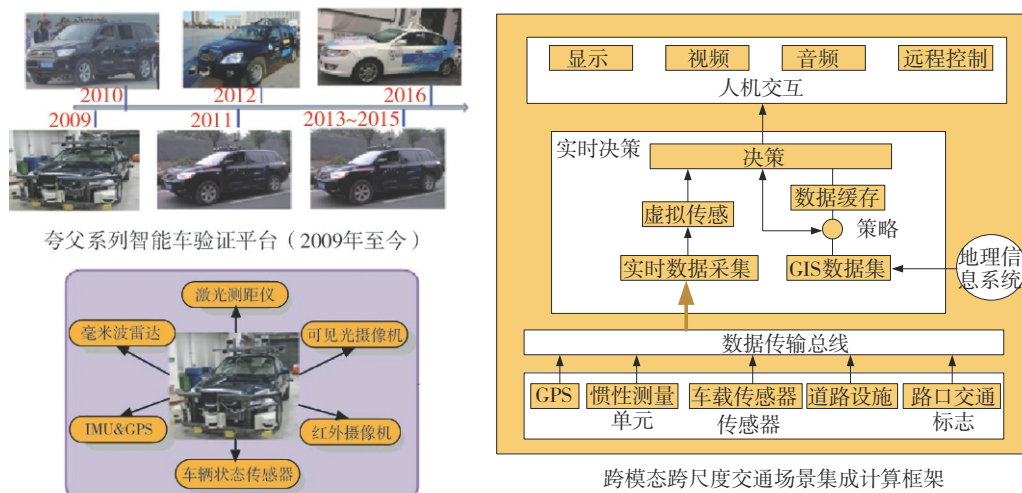 2010
2012
2016
2009
2011
2013~2015
夸父系列智能车验证平台（2009年至今）
激光测距仪
毫米波雷达
可见光摄像机
IMU&GPS
红外摄像机
车辆状态传感器
显示
视频
音频
远程控制
人机交互
实时决策
决策
数据缓存
虚拟传感
策略
实时数据采集
GIS数据集
地理信
息系统
数据传输总线
GPS
惯性测量
单元
车载传感器
道路设施
路口交通
标志
传感器
跨模态跨尺度交通场景集成计算框架